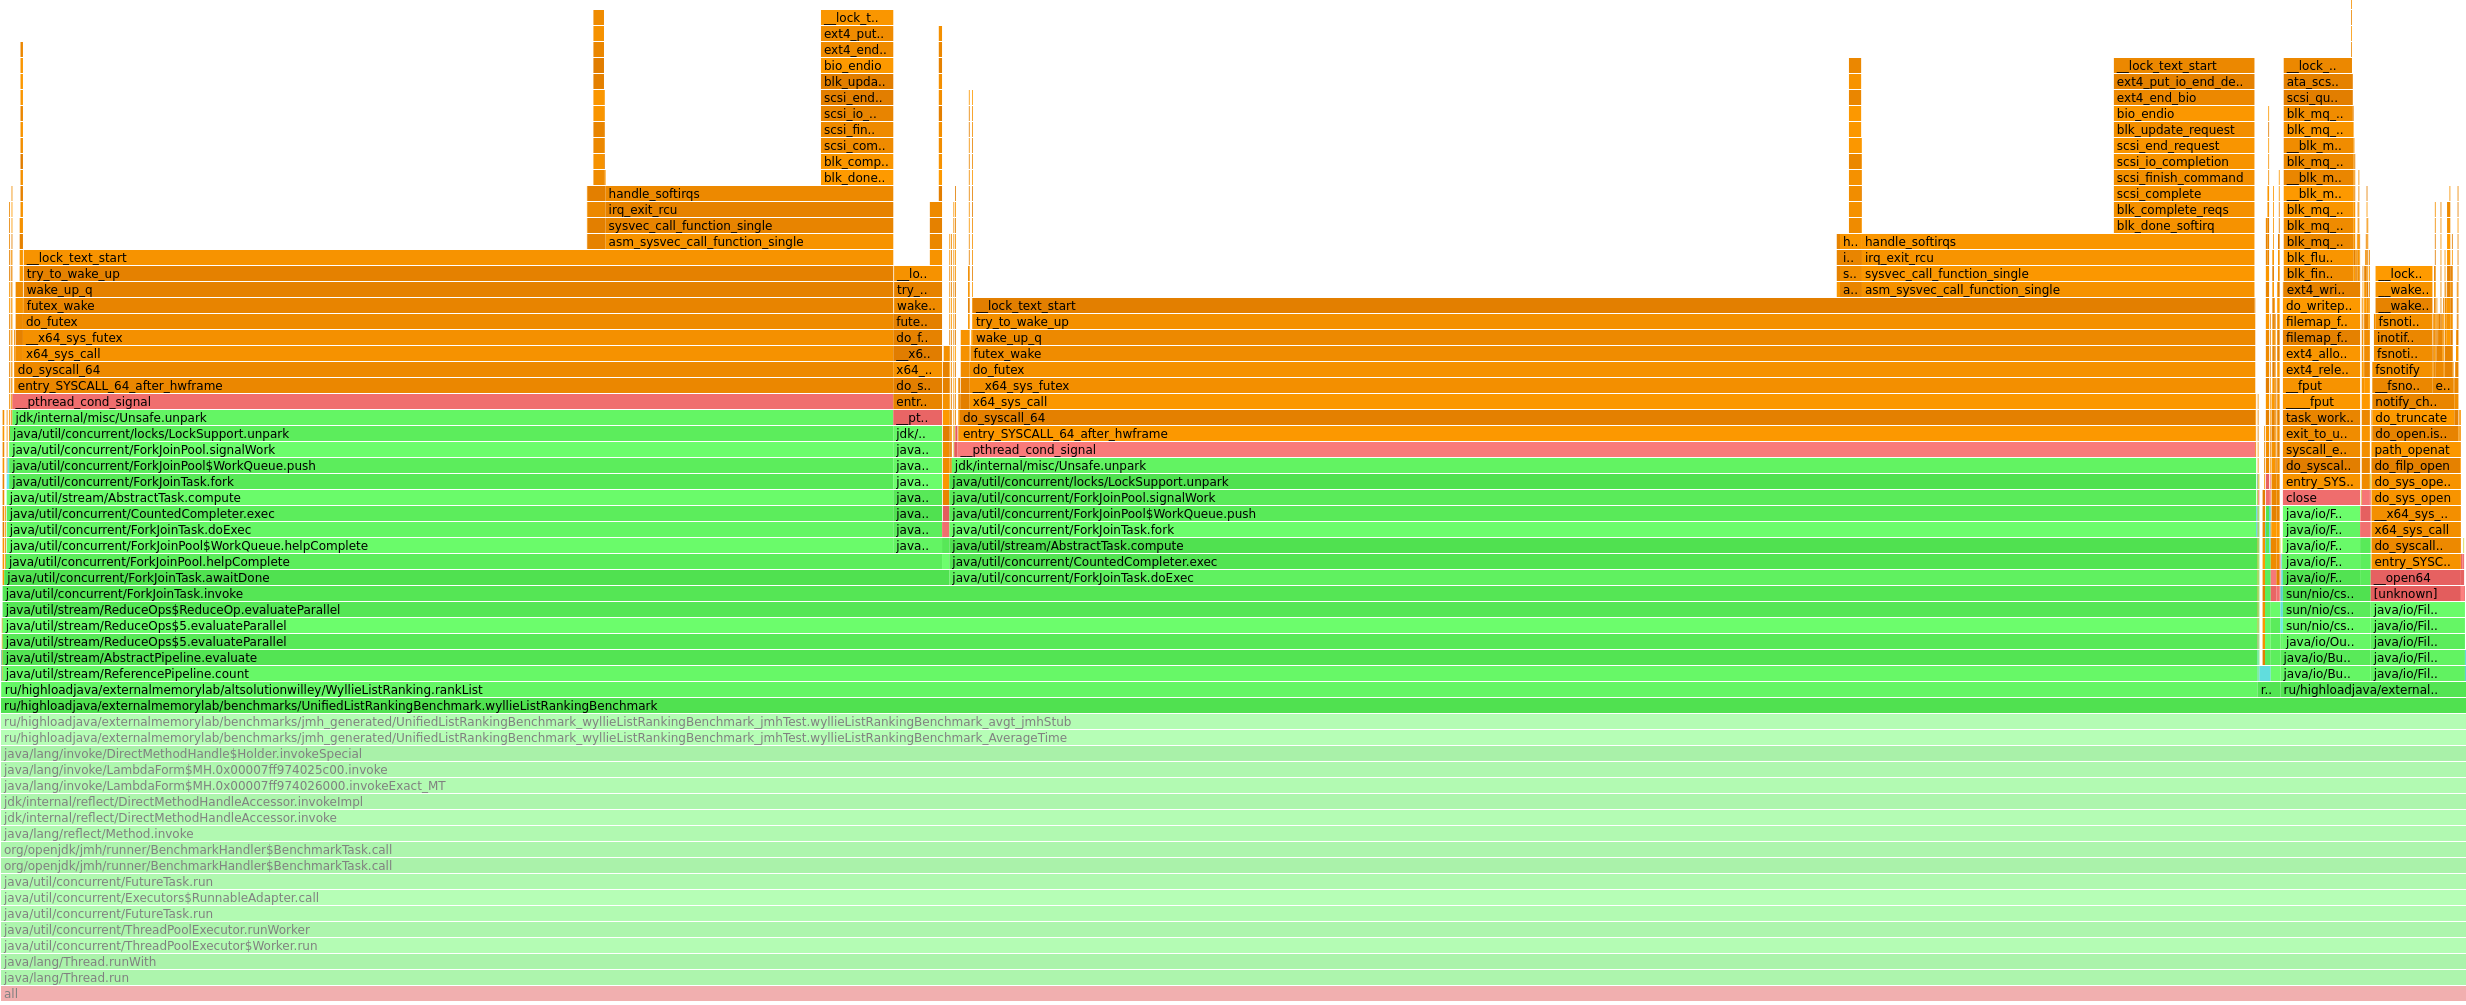 __lock_t..
ext4_put..
ext4_end..
bio_endio
__lock_text_start __lock_..
blk_upda.. ext4_put_io_end_de.. ata_scs..
scsi_end.. ext4_end_bio scsi_qu..
scsi_io_.. bio_endio blk_mq_..
scsi_fin.. blk_update_request blk_mq_..
scsi_com.. scsi_end_request __blk_m..
blk_comp.. scsi_io_completion blk_mq_..
blk_done.. scsi_finish_command __blk_m..
handle_softirqs scsi_complete __blk_m..
irq_exit_rcu blk_complete_reqs blk_mq_..
sysvec_call_function_single blk_done_softirq blk_mq_..
asm_sysvec_call_function_single h.. handle_softirqs blk_mq_..
__lock_text_start i.. irq_exit_rcu blk_flu..
try_to_wake_up __lo.. s.. sysvec_call_function_single blk_fin.. __lock..
wake_up_q try_.. a.. asm_sysvec_call_function_single ext4_wri.. __wake..
futex_wake wake.. __lock_text_start do_writep.. __wake..
do_futex fute.. try_to_wake_up filemap_f.. fsnoti..
__x64_sys_futex do_f.. wake_up_q filemap_f.. inotif..
x64_sys_call __x6.. futex_wake ext4_allo.. fsnoti..
do_syscall_64 x64_.. do_futex ext4_rele.. fsnotify
entry_SYSCALL_64_after_hwframe do_s.. __x64_sys_futex __fput __fsno.. e..
__pthread_cond_signal entr.. x64_sys_call ____fput notify_ch..
jdk/internal/misc/Unsafe.unpark __pt.. do_syscall_64 task_work.. do_truncate
java/util/concurrent/locks/LockSupport.unpark jdk/.. entry_SYSCALL_64_after_hwframe exit_to_u.. do_open.is..
java/util/concurrent/ForkJoinPool.signalWork java.. __pthread_cond_signal syscall_e.. path_openat
java/util/concurrent/ForkJoinPool$WorkQueue.push java.. jdk/internal/misc/Unsafe.unpark do_syscal.. do_filp_open
java/util/concurrent/ForkJoinTask.fork java.. java/util/concurrent/locks/LockSupport.unpark entry_SYS.. do_sys_ope..
java/util/stream/AbstractTask.compute java.. java/util/concurrent/ForkJoinPool.signalWork close do_sys_open
java/util/concurrent/CountedCompleter.exec java.. java/util/concurrent/ForkJoinPool$WorkQueue.push java/io/F.. __x64_sys_..
java/util/concurrent/ForkJoinTask.doExec java.. java/util/concurrent/ForkJoinTask.fork java/io/F.. x64_sys_call
java/util/concurrent/ForkJoinPool$WorkQueue.helpComplete java.. java/util/stream/AbstractTask.compute java/io/F.. do_syscall..
java/util/concurrent/ForkJoinPool.helpComplete java/util/concurrent/CountedCompleter.exec java/io/F.. entry_SYSC..
java/util/concurrent/ForkJoinTask.awaitDone java/util/concurrent/ForkJoinTask.doExec java/io/F.. __open64
java/util/concurrent/ForkJoinTask.invoke sun/nio/cs.. [unknown]
java/util/stream/ReduceOps$ReduceOp.evaluateParallel sun/nio/cs.. java/io/Fil..
java/util/stream/ReduceOps$5.evaluateParallel sun/nio/cs.. java/io/Fil..
java/util/stream/ReduceOps$5.evaluateParallel java/io/Ou.. java/io/Fil..
java/util/stream/AbstractPipeline.evaluate java/io/Bu.. java/io/Fil..
java/util/stream/ReferencePipeline.count java/io/Bu.. java/io/Fil..
ru/highloadjava/externalmemorylab/altsolutionwilley/WyllieListRanking.rankList r.. ru/highloadjava/external..
ru/highloadjava/externalmemorylab/benchmarks/UnifiedListRankingBenchmark.wyllieListRankingBenchmark
ru/highloadjava/externalmemorylab/benchmarks/jmh_generated/UnifiedListRankingBenchmark_wyllieListRankingBenchmark_jmhTest.wyllieListRankingBenchmark_avgt_jmhStub
ru/highloadjava/externalmemorylab/benchmarks/jmh_generated/UnifiedListRankingBenchmark_wyllieListRankingBenchmark_jmhTest.wyllieListRankingBenchmark_AverageTime
java/lang/invoke/DirectMethodHandle$Holder.invokeSpecial
java/lang/invoke/LambdaForm$MH.0x00007ff974025c00.invoke
java/lang/invoke/LambdaForm$MH.0x00007ff974026000.invokeExact_MT
jdk/internal/reflect/DirectMethodHandleAccessor.invokeImpl
jdk/internal/reflect/DirectMethodHandleAccessor.invoke
java/lang/reflect/Method.invoke
org/openjdk/jmh/runner/BenchmarkHandler$BenchmarkTask.call
org/openjdk/jmh/runner/BenchmarkHandler$BenchmarkTask.call
java/util/concurrent/FutureTask.run
java/util/concurrent/Executors$RunnableAdapter.call
java/util/concurrent/FutureTask.run
java/util/concurrent/ThreadPoolExecutor.runWorker
java/util/concurrent/ThreadPoolExecutor$Worker.run
java/lang/Thread.runWith
java/lang/Thread.run
all